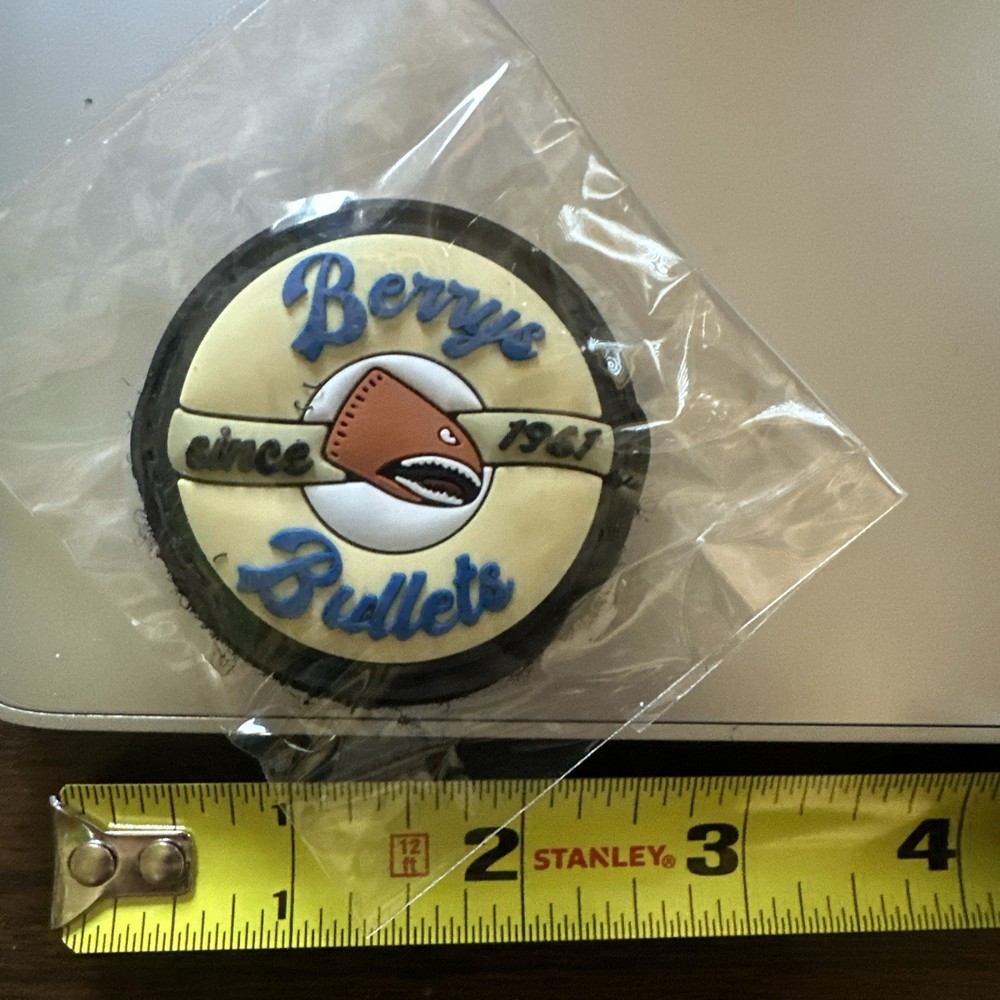 Berrys
since 1961
Bullets
1
12
ft
2 STANLEY® 3 4
1